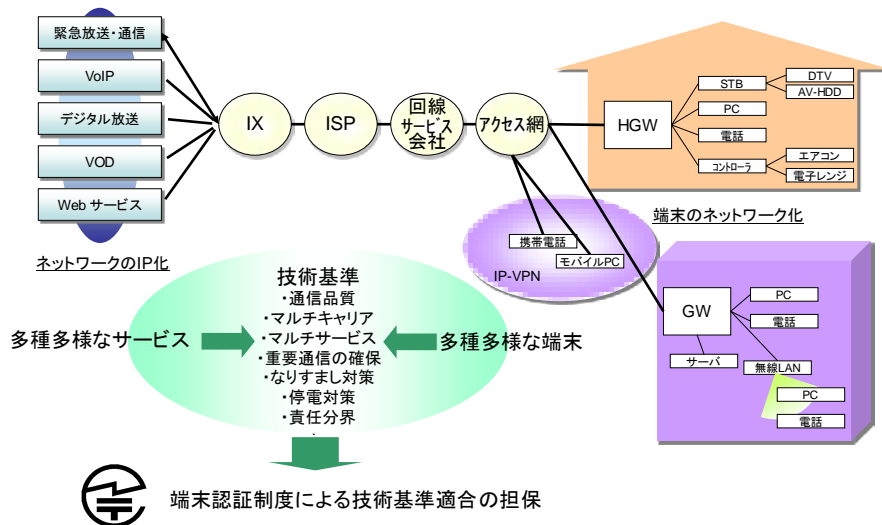 緊急放送・通信
VoIP
デジタル放送
VOD
Web サービス
ネットワークのIP化
IX
ISP
回線
サービス
会社
アクセス網
HGW
STB
DTV
AV-HDD
PC
電話
コントローラ
エアコン
電子レンジ
端末のネットワーク化
携帯電話
モバイルPC
IP-VPN
GW
PC
電話
サーバ
無線LAN
PC
電話
技術基準
・通信品質
・マルチキャリア
・マルチサービス
・重要通信の確保
・なりすまし対策
・停電対策
・責任分界
・
多種多様なサービス
多種多様な端末
端末認証制度による技術基準適合の担保